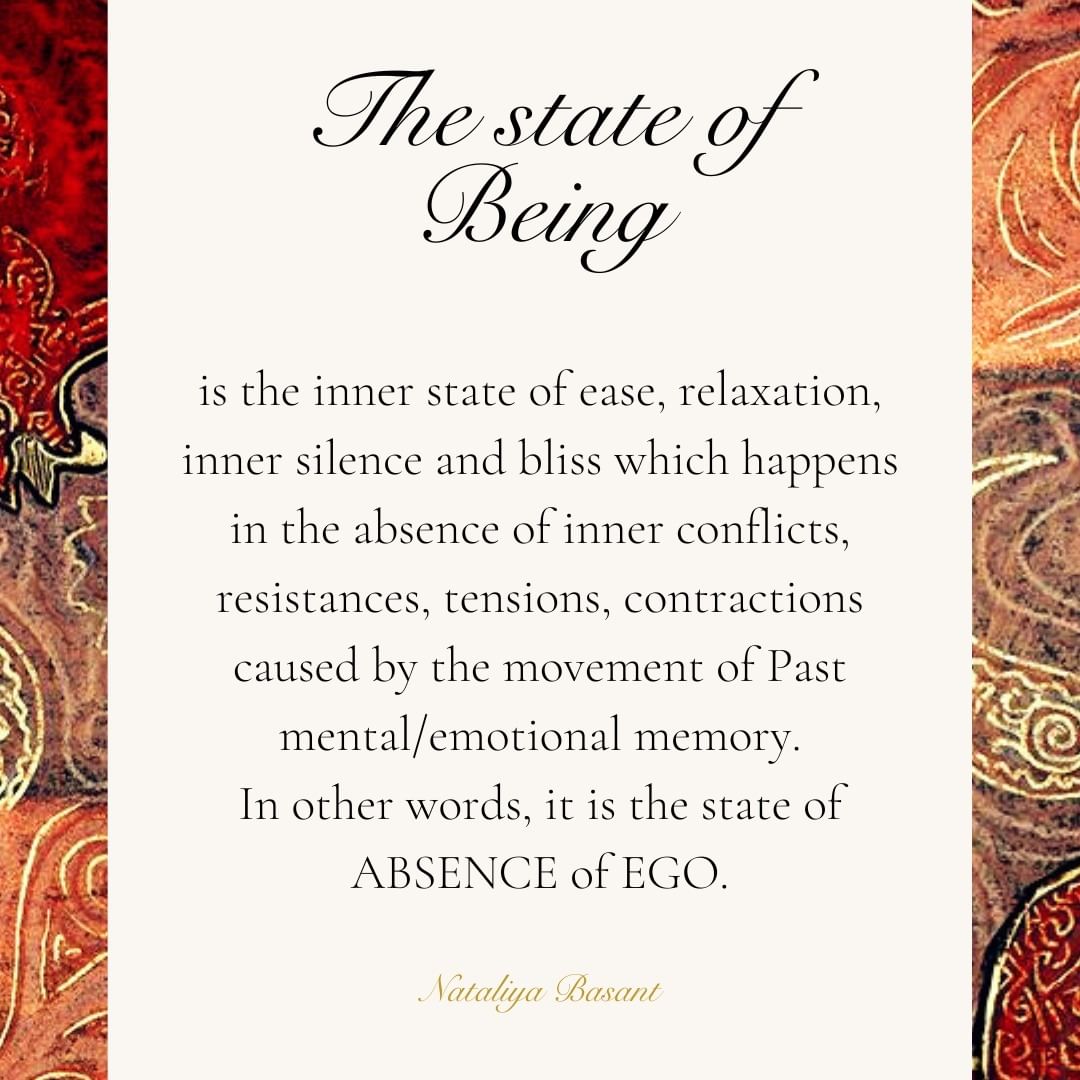 The state of
Being
is the inner state of ease, relaxation,
inner silence and bliss which happens
in the absence of inner conflicts,
resistances, tensions, contractions
caused by the movement of Past
mental/emotional memory.
In other words, it is the state of
ABSENCE of EGO.
Nataliya Basant